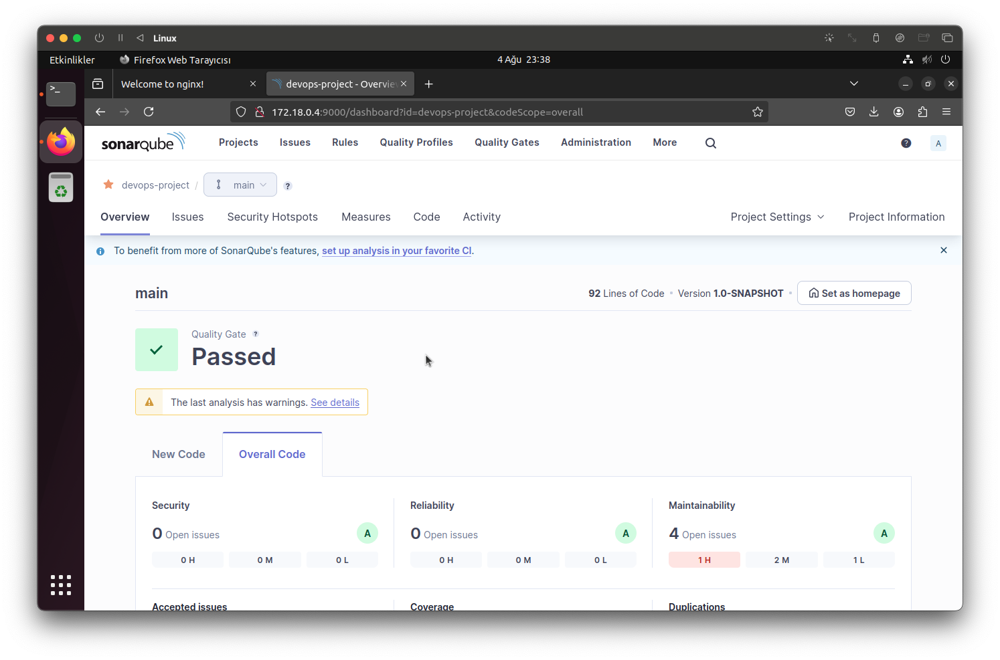 Linux
Etkinlikler
Firefox Web Tarayıcısı
4 Ağu 23:38
Welcome to nginx!
devops-project - Overvie
172.18.0.4:9000/dashboard?id=devops-project&codeScope=overall
sonarqube
Projects
Issues
Rules
Quality Profiles
Quality Gates
Administration
More
?
A
devops-project / main ?
Overview
Issues
Security Hotspots
Measures
Code
Activity
Project Settings
Project Information
To benefit from more of SonarQube's features, set up analysis in your favorite CI.
main
92 Lines of Code • Version 1.0-SNAPSHOT •
Set as homepage
Quality Gate ?
Passed
The last analysis has warnings. See details
New Code
Overall Code
Security
0 Open issues
A
0 H
0 M
0 L
Reliability
0 Open issues
A
0 H
0 M
0 L
Maintainability
4 Open issues
A
1 H
2 M
1 L
Accepted issues
Coverage
Duplications